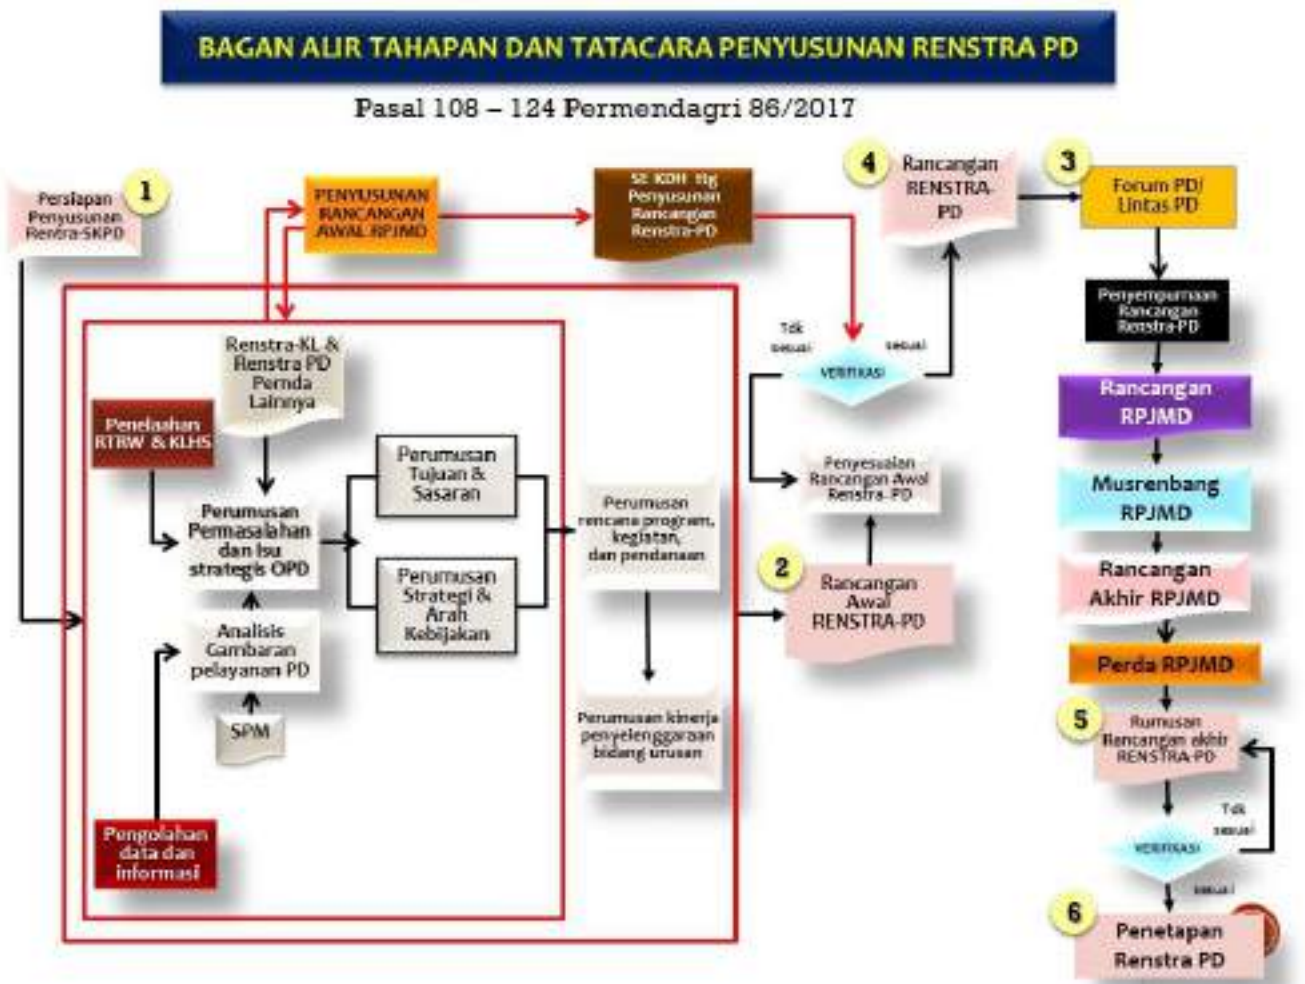 BAGAN ALIR TAHAPAN DAN TATACARA PENYUSUNAN RENSTRA PD
Pasal 108 – 124 Permendagri 86/2017
1
Persiapan
Penyusunan
Rentra-SKPD
PENYUSUNAN
RANCANGAN
AWAL RPJMD
SE KDH ttg
Penyusunan
Rancangan
Renstra-PD
4
Rancangan
RENSTRA-
PD
3
Forum PD/
Lintas PD
Penyempurnaan
Rancangan
Renstra-PD
Tdk
sesuai
sesuai
VERIFIKASI
Renstra-KL &
Renstra PD
Pemda
Lainnya
Penelaahan
RTRW & KLHS
Perumusan
Permasalahan
dan Isu
strategis OPD
Analisis
Gambaran
pelayanan PD
SPM
Pengolahan
data dan
informasi
Perumusan
Tujuan &
Sasaran
Perumusan
Strategi &
Arah
Kebijakan
Perumusan
rencana program,
kegiatan,
dan pendanaan
Perumusan kinerja
penyelenggaraan
bidang urusan
Penyesuaian
Rancangan Awal
Renstra-PD
2
Rancangan
Awal
RENSTRA-PD
Rancangan
RPJMD
Musrenbang
RPJMD
Rancangan
Akhir RPJMD
Perda RPJMD
5
Rumusan
Rancangan akhir
RENSTRA-PD
Tdk
sesuai
VERIFIKASI
sesuai
6
Penetapan
Renstra PD